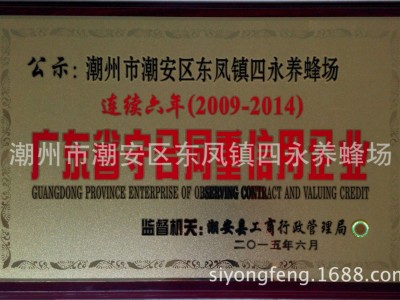 公示:潮州市潮安区东凤镇四永养蜂场
连续六年(2009-2014)
广东省守合同重信用企业
潮州市潮安区东凤镇四永养蜂场
GUANGDONG PROVINCE ENTERPRISE OF OBSERVING CONTRACT AND VALUING CREDIT
监督机关:潮安县工商行政管理局
二〇一五年六月
siyongfeng.1688.com